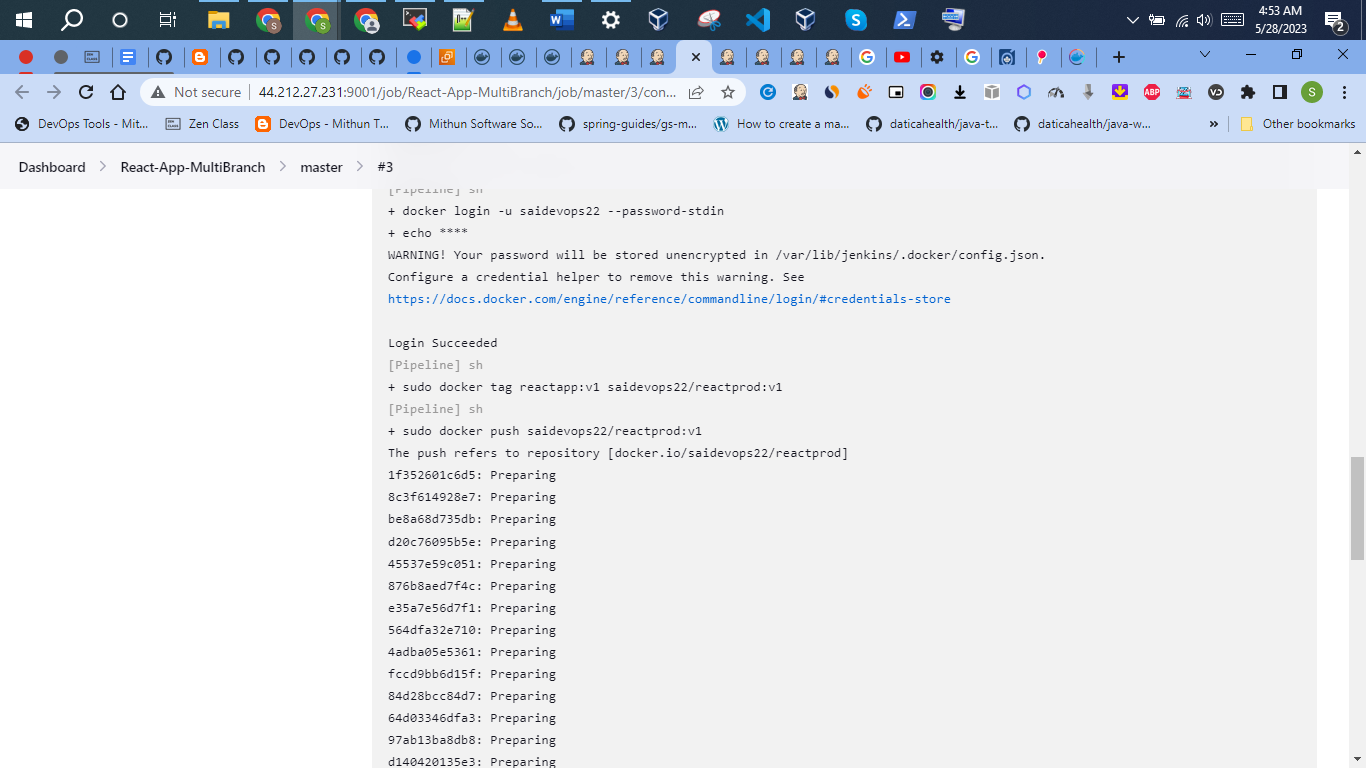 4:53 AM
5/28/2023
2
Not secure
44.212.27.231:9001/job/React-App-MultiBranch/job/master/3/con...
S
DevOps Tools - Mit...
Zen Class
DevOps - Mithun T...
Mithun Software So...
spring-guides/gs-m...
How to create a ma...
daticahealth/java-t...
daticahealth/java-w...
»
Other bookmarks
Dashboard
React-App-MultiBranch
master
#3
[Pipeline] sh
+ docker login -u saidevops22 --password-stdin
+ echo ****
WARNING! Your password will be stored unencrypted in /var/lib/jenkins/.docker/config.json.
Configure a credential helper to remove this warning. See
https://docs.docker.com/engine/reference/commandline/login/#credentials-store
Login Succeeded
[Pipeline] sh
+ sudo docker tag reactapp:v1 saidevops22/reactprod:v1
[Pipeline] sh
+ sudo docker push saidevops22/reactprod:v1
The push refers to repository [docker.io/saidevops22/reactprod]
1f352601c6d5: Preparing
8c3f614928e7: Preparing
be8a68d735db: Preparing
d20c76095b5e: Preparing
45537e59c051: Preparing
876b8aed7f4c: Preparing
e35a7e56d7f1: Preparing
564dfa32e710: Preparing
4adba05e5361: Preparing
fccd9bb6d15f: Preparing
84d28bcc84d7: Preparing
64d03346dfa3: Preparing
97ab13ba8db8: Preparing
d140420135e3: Preparing